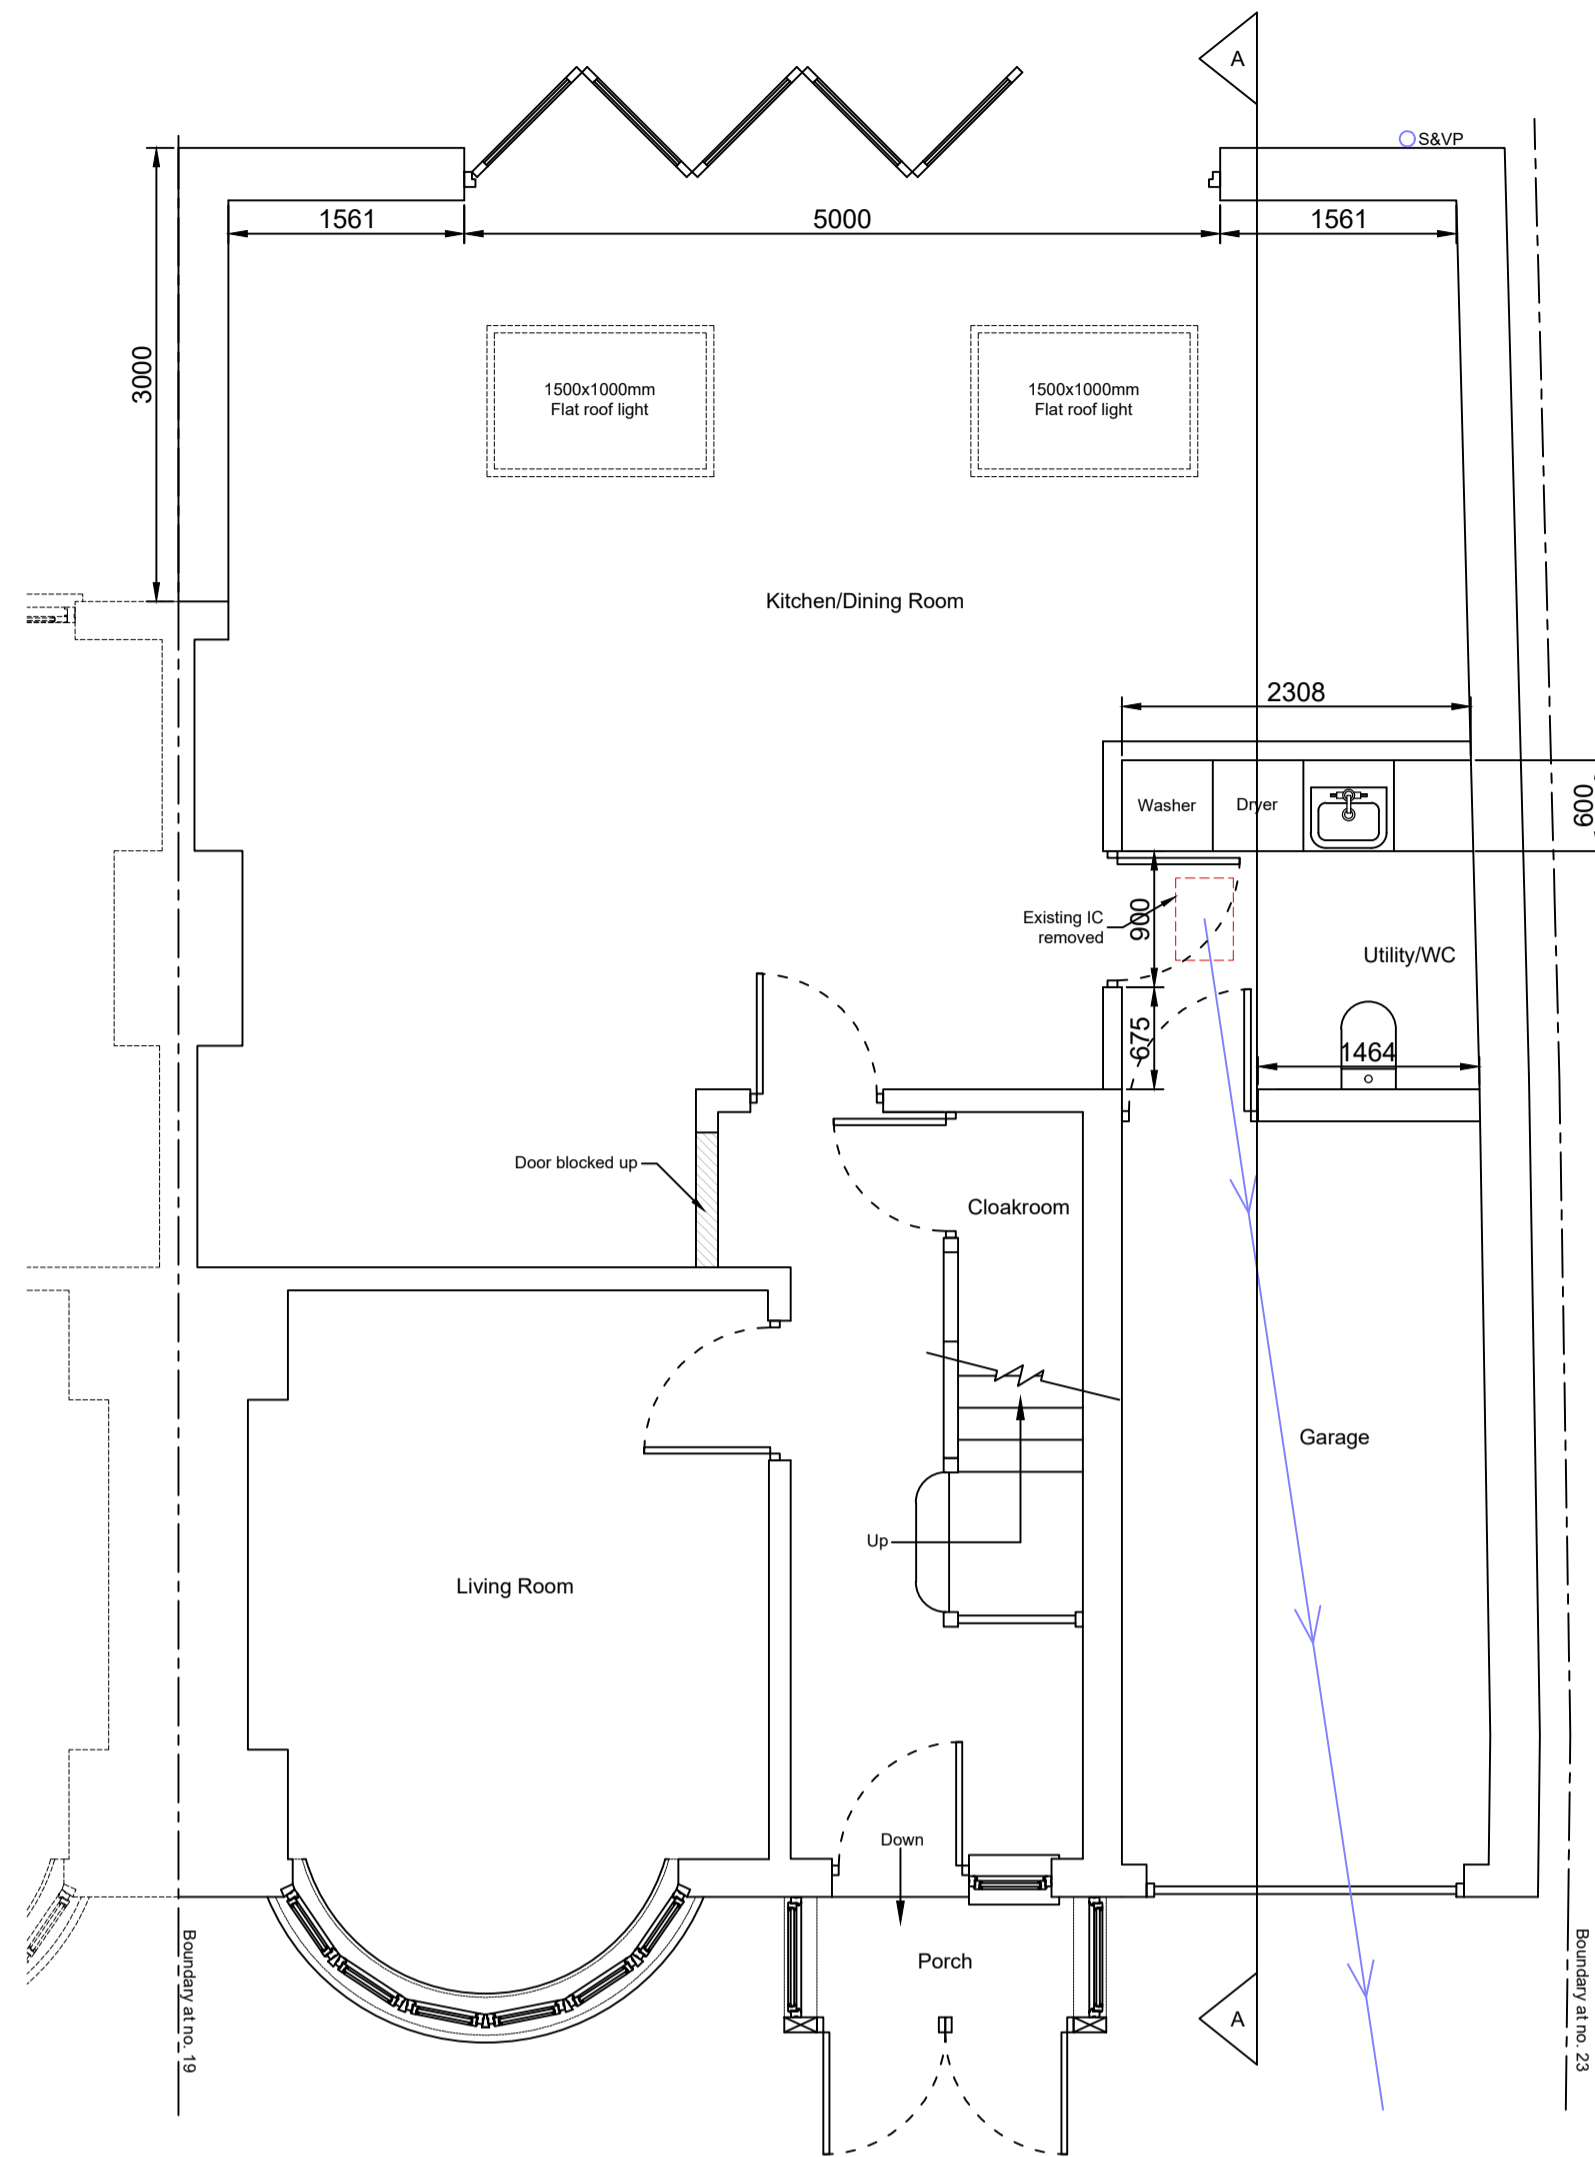 A
S&VP
1561
5000
1561
3000
1500x1000mm
Flat roof light
1500x1000mm
Flat roof light
Kitchen/Dining Room
2308
600
Washer
Dryer
Existing IC
removed
900
Utility/WC
675
1464
Door blocked up
Cloakroom
Garage
Up
Living Room
Down
Porch
A
Boundary at no. 19
Boundary at no. 23